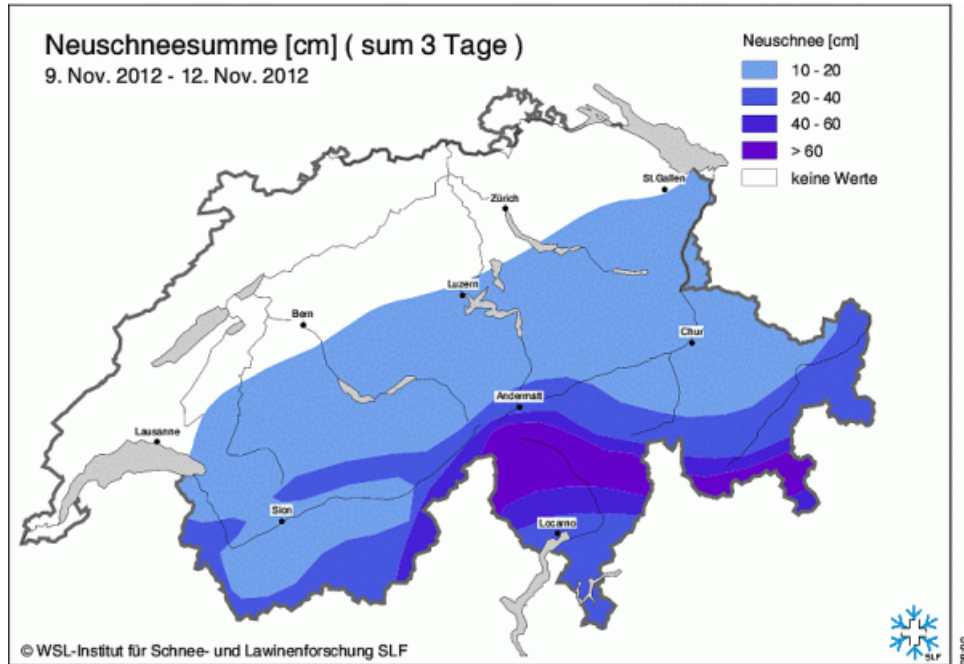 Neuschneesumme [cm] ( sum 3 Tage )
9. Nov. 2012 - 12. Nov. 2012
Neuschnee [cm]
10 - 20
20 - 40
40 - 60
> 60
keine Werte
St.Gallen
Zürich
Luzern
Bern
Chur
Andermatt
Lausanne
Sion
Locarno
© WSL-Institut für Schnee- und Lawinenforschung SLF
SLF